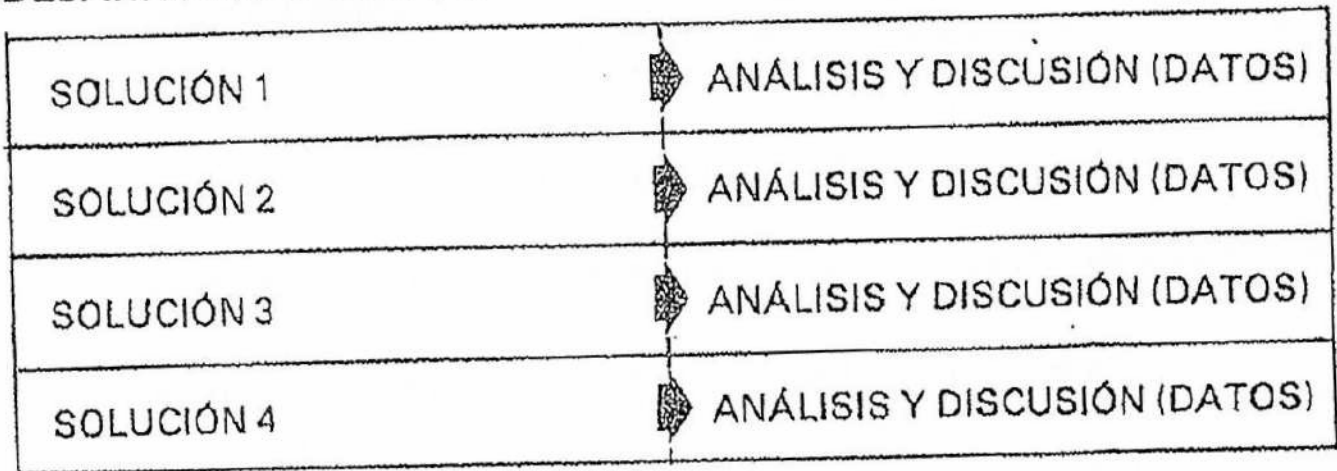 SOLUCIÓN 1 ANÁLISIS Y DISCUSIÓN (DATOS)
SOLUCIÓN 2 ANÁLISIS Y DISCUSIÓN (DATOS)
SOLUCIÓN 3 ANÁLISIS Y DISCUSIÓN (DATOS)
SOLUCIÓN 4 ANÁLISIS Y DISCUSIÓN (DATOS)